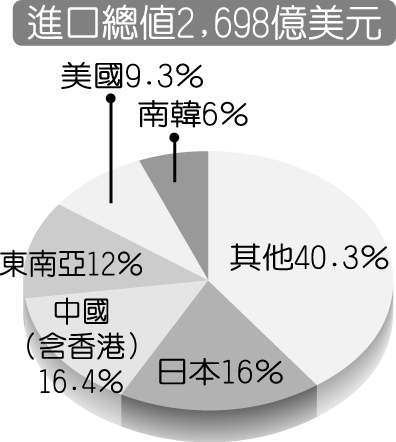 進口總值2,698億美元
美國9.3%
南韓6%
其他40.3%
東南亞12%
中國
（含香港）
16.4%
日本16%